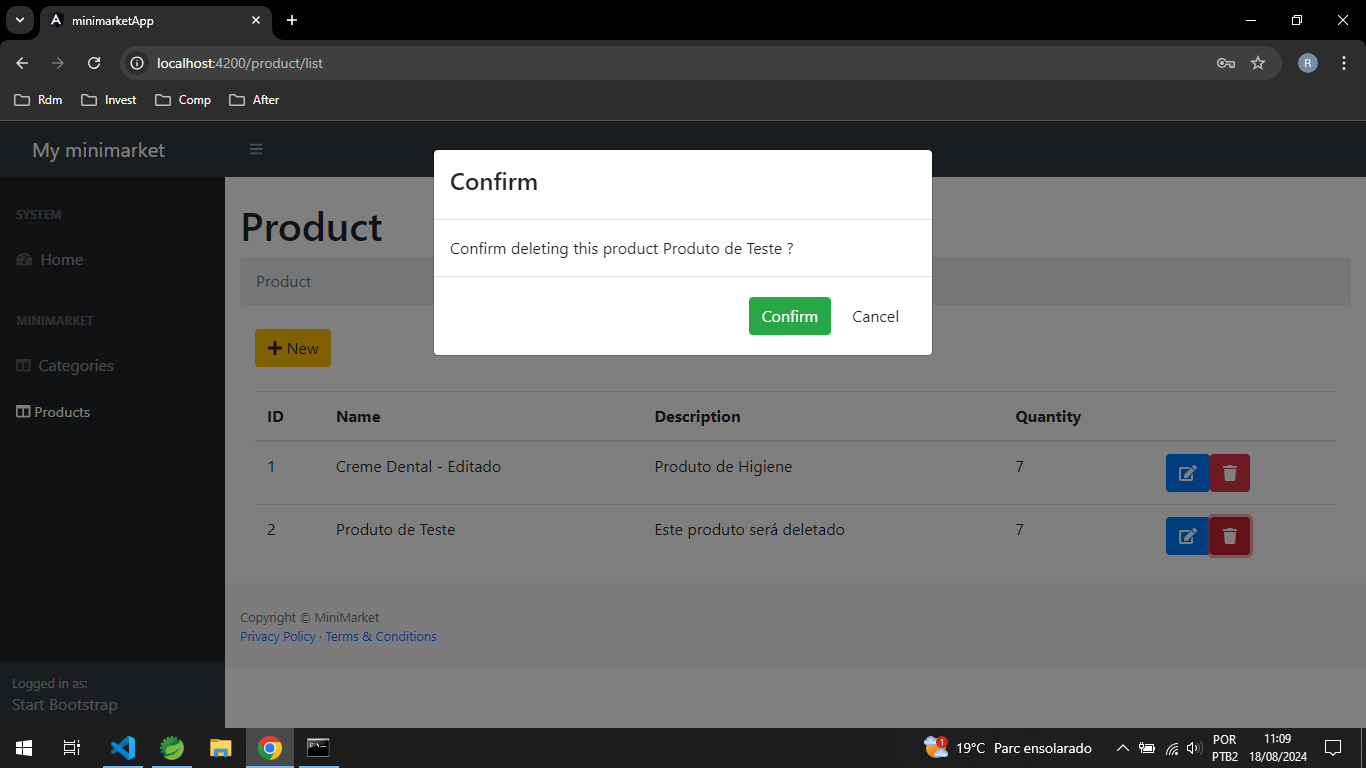 minimarketApp
localhost:4200/product/list
R
Rdm Invest Comp After
My minimarket
SYSTEM
Home
MINIMARKET
Categories
Products
Logged in as:
Start Bootstrap
Product
Product
New
Confirm
Confirm deleting this product Produto de Teste ?
Confirm Cancel
ID Name Description Quantity
1 Creme Dental - Editado Produto de Higiene 7
2 Produto de Teste Este produto será deletado 7
Copyright © MiniMarket
Privacy Policy · Terms & Conditions
1
19°C Parc ensolarado
POR
PTB2
11:09
18/08/2024